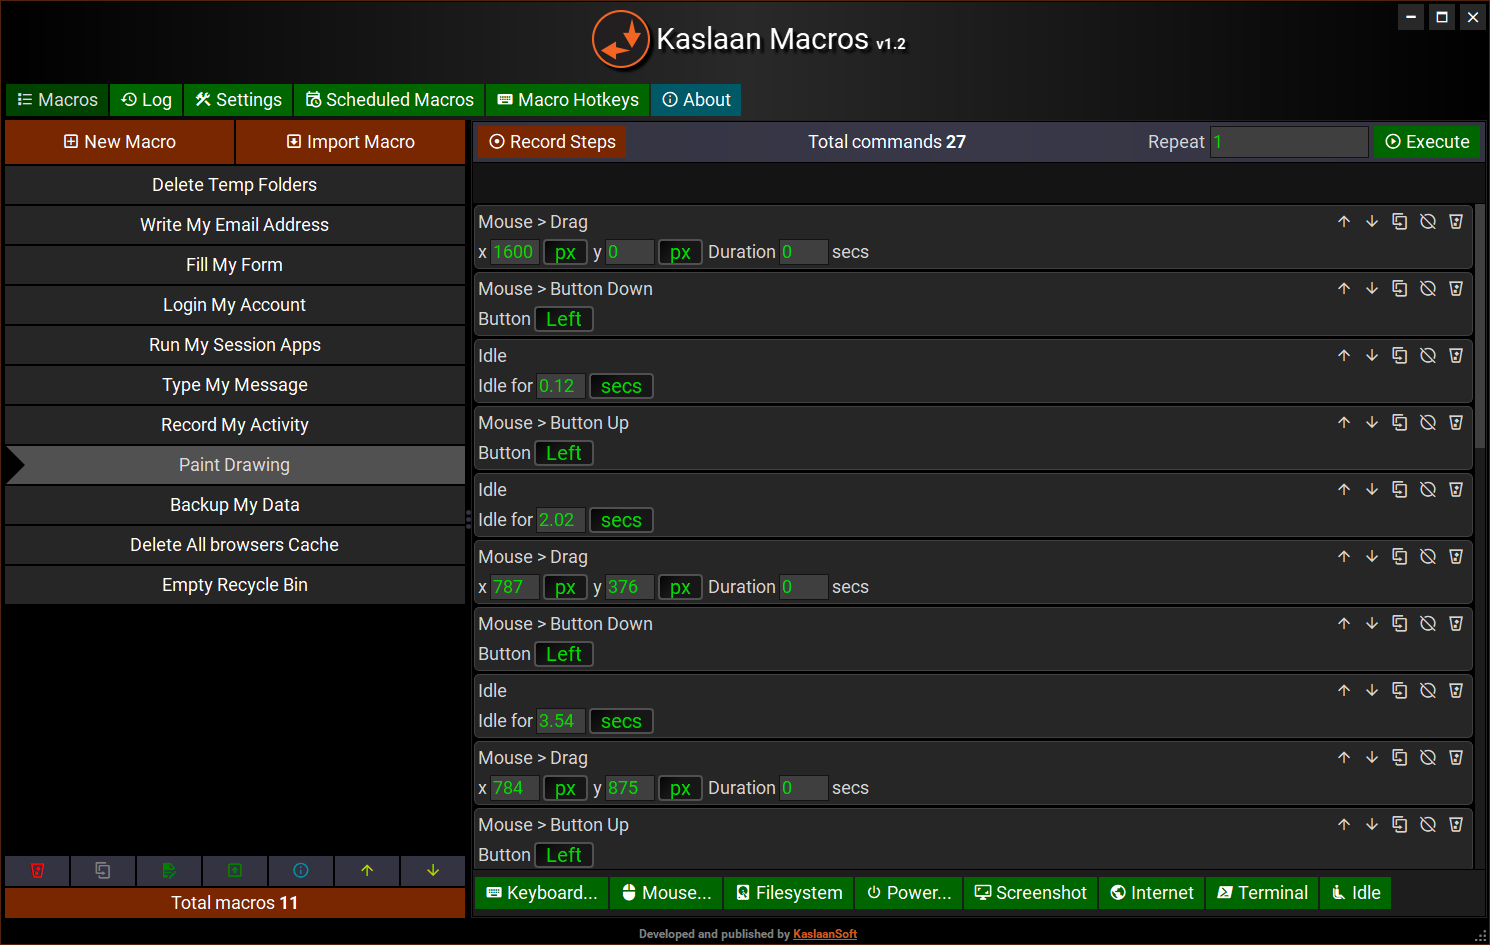 Kaslaan Macros v1.2
Macros Log Settings Scheduled Macros Macro Hotkeys About
New Macro Import Macro
Delete Temp Folders
Write My Email Address
Fill My Form
Login My Account
Run My Session Apps
Type My Message
Record My Activity
Paint Drawing
Backup My Data
Delete All browsers Cache
Empty Recycle Bin
Total macros 11
Record Steps Total commands 27 Repeat 1 Execute
Mouse > Drag
x 1600 px y 0 px Duration 0 secs
Mouse > Button Down
Button Left
Idle
Idle for 0.12 secs
Mouse > Button Up
Button Left
Idle
Idle for 2.02 secs
Mouse > Drag
x 787 px y 376 px Duration 0 secs
Mouse > Button Down
Button Left
Idle
Idle for 3.54 secs
Mouse > Drag
x 784 px y 875 px Duration 0 secs
Mouse > Button Up
Button Left
Keyboard... Mouse... Filesystem Power... Screenshot Internet Terminal Idle
Developed and published by KaslaanSoft